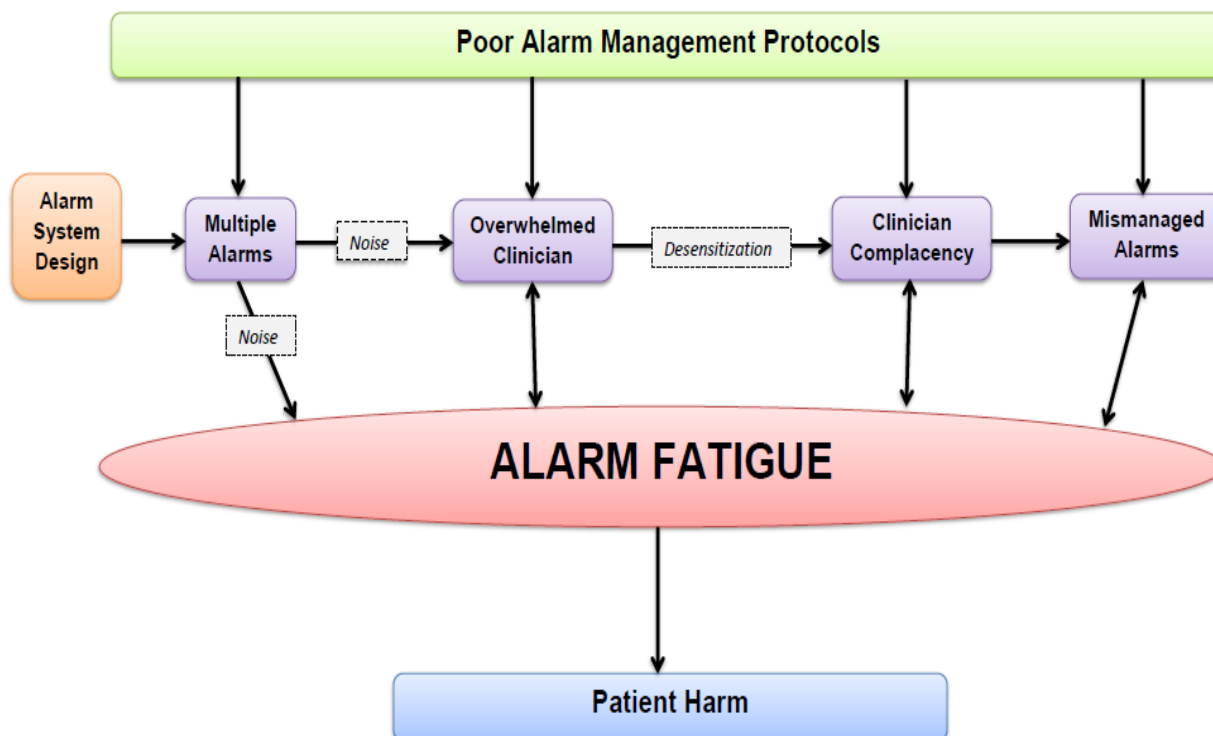 Poor Alarm Management Protocols
Alarm
System
Design
Multiple
Alarms
Noise
Overwhelmed
Clinician
Desensitization
Clinician
Complacency
Mismanaged
Alarms
Noise
ALARM FATIGUE
Patient Harm